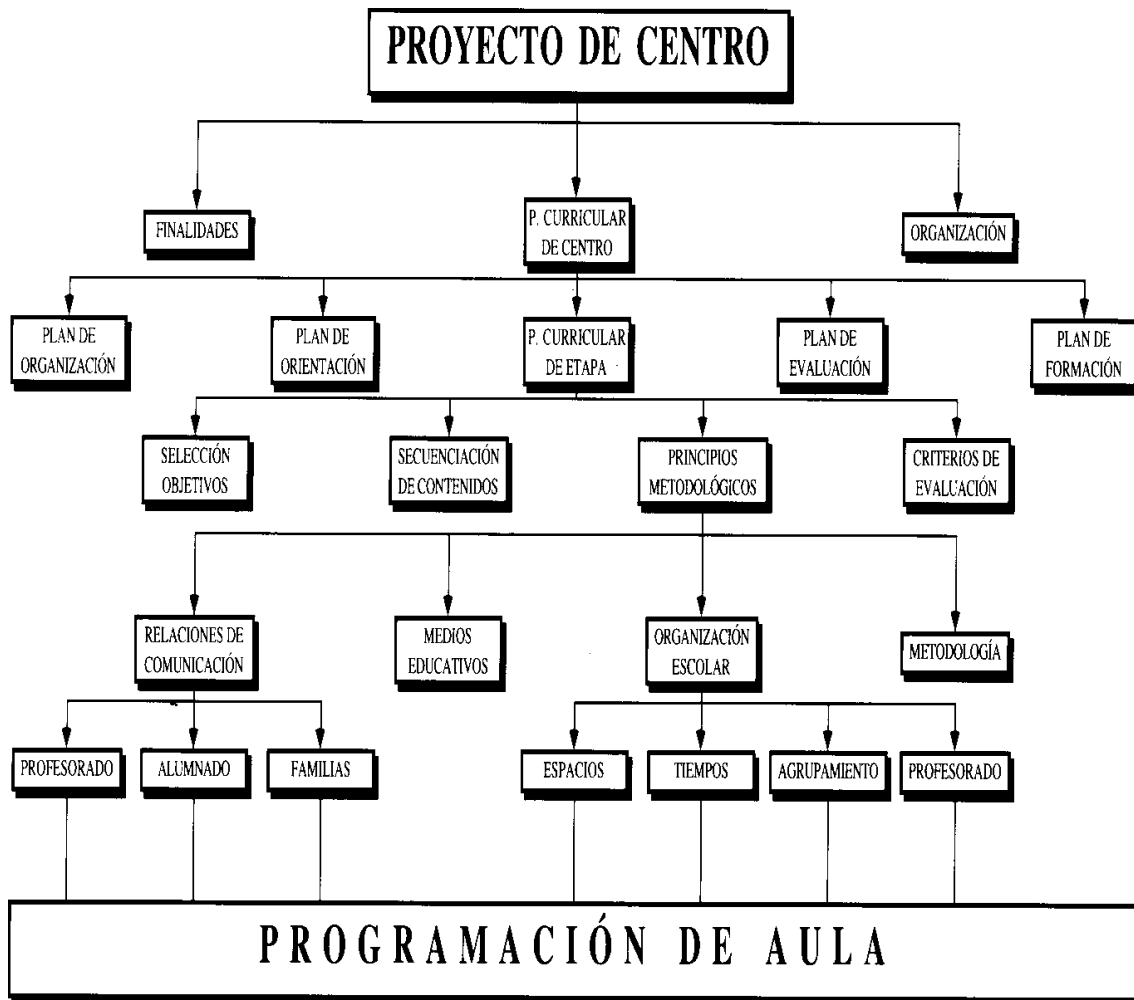 PROYECTO DE CENTRO
FINALIDADES
P. CURRICULAR
DE CENTRO
ORGANIZACIÓN
PLAN DE
ORGANIZACIÓN
PLAN DE
ORIENTACIÓN
P. CURRICULAR
DE ETAPA
PLAN DE
EVALUACIÓN
PLAN DE
FORMACIÓN
SELECCIÓN
OBJETIVOS
SECUENCIACIÓN
DE CONTENIDOS
PRINCIPIOS
METODOLÓGICOS
CRITERIOS DE
EVALUACIÓN
RELACIONES DE
COMUNICACIÓN
MEDIOS
EDUCATIVOS
ORGANIZACIÓN
ESCOLAR
METODOLOGÍA
PROFESORADO
ALUMNADO
FAMILIAS
ESPACIOS
TIEMPOS
AGRUPAMIENTO
PROFESORADO
PROGRAMACIÓN DE AULA